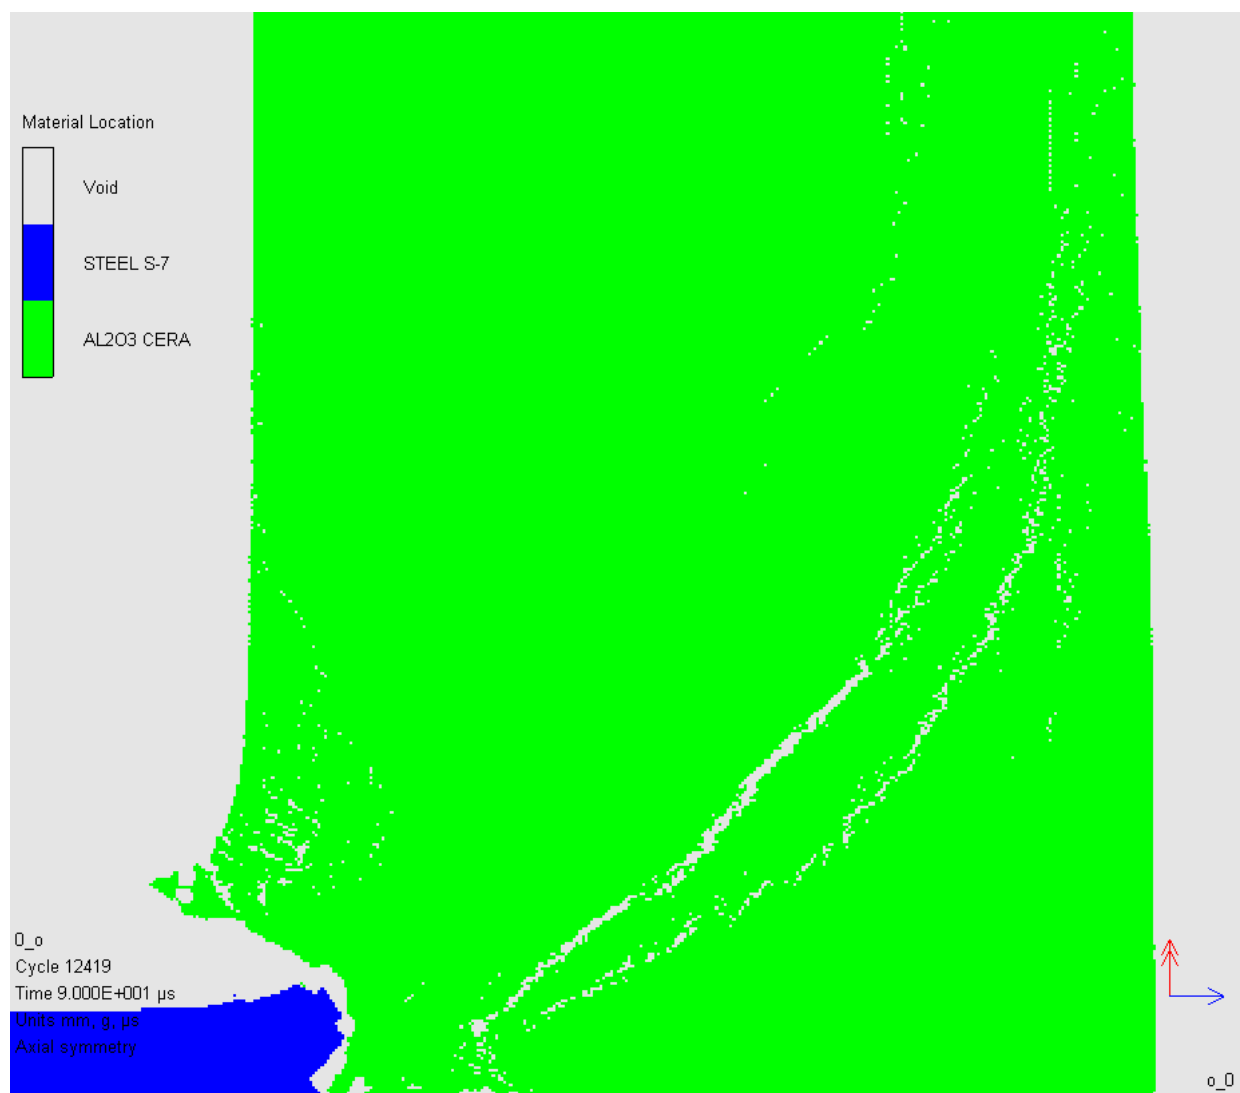 Material Location
Void
STEEL S-7
AL2O3 CERA
0_o
Cycle 12419
Time 9.000E+001 µs
Units mm, g, µs
Axial symmetry
o_0